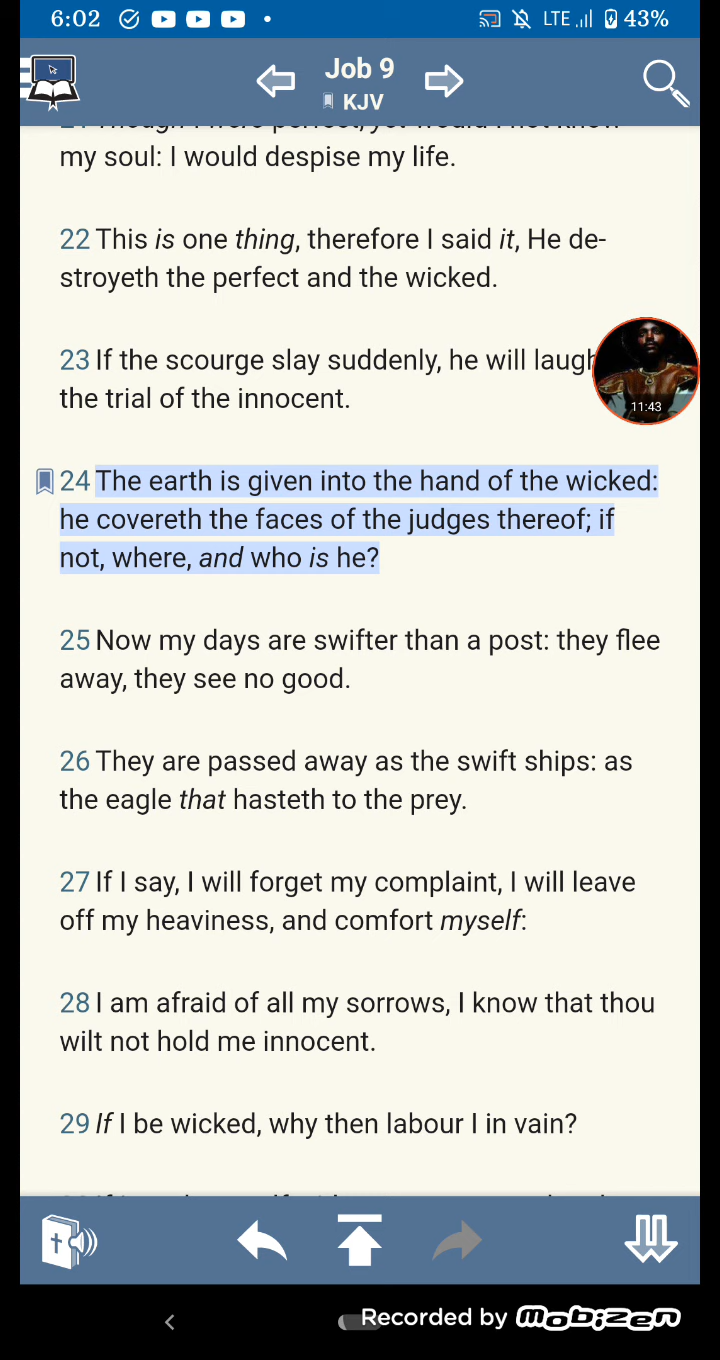 6:02 LTE 43%
Job 9
KJV
my soul: I would despise my life.
22 This is one thing, therefore I said it, He de-
stroyeth the perfect and the wicked.
23 If the scourge slay suddenly, he will laugh
the trial of the innocent.
11:43
24 The earth is given into the hand of the wicked:
he covereth the faces of the judges thereof; if
not, where, and who is he?
25 Now my days are swifter than a post: they flee
away, they see no good.
26 They are passed away as the swift ships: as
the eagle that hasteth to the prey.
27 If I say, I will forget my complaint, I will leave
off my heaviness, and comfort myself:
28 I am afraid of all my sorrows, I know that thou
wilt not hold me innocent.
29 If I be wicked, why then labour I in vain?
Recorded by mobizen